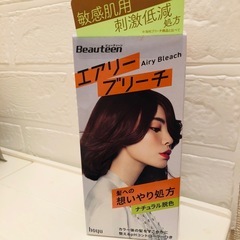 敏感肌用
刺激低減
処方
Beauteen
エアリー
Airy Bleach
ブリーチ
髪への
想いやり処方
ナチュラル脱色
hoyu